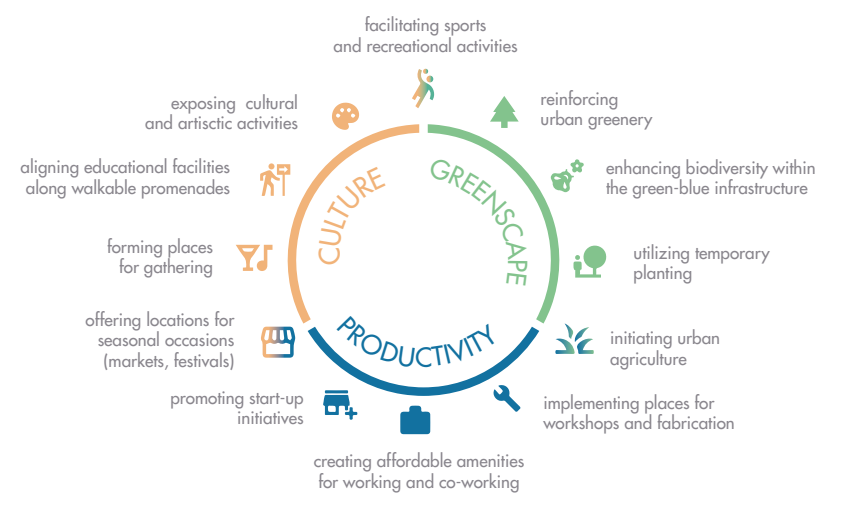 facilitating sports
and recreational activities
reinforcing
urban greenery
enhancing biodiversity within
the green-blue infrastructure
utilizing temporary
planting
initiating urban
agriculture
implementing places for
workshops and fabrication
creating affordable amenities
for working and co-working
promoting start-up
initiatives
offering locations for
seasonal occasions
(markets, festivals)
forming places
for gathering
aligning educational facilities
along walkable promenades
exposing cultural
and artisctic activities
CULTURE
GREENSCAPE
PRODUCTIVITY